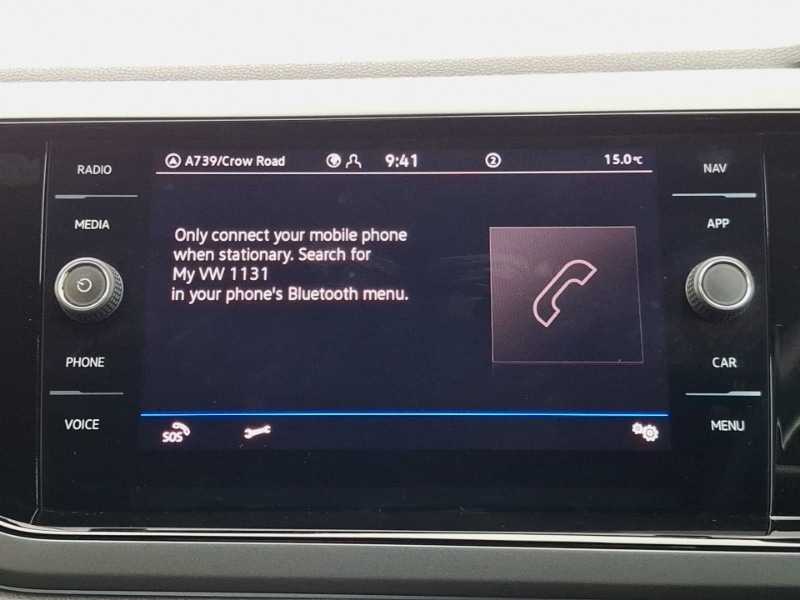 A739/Crow Road 9:41 2 15.0°C
RADIO
NAV
MEDIA
APP
Only connect your mobile phone
when stationary. Search for
My VW 1131
in your phone's Bluetooth menu.
PHONE
CAR
VOICE
MENU
SOS